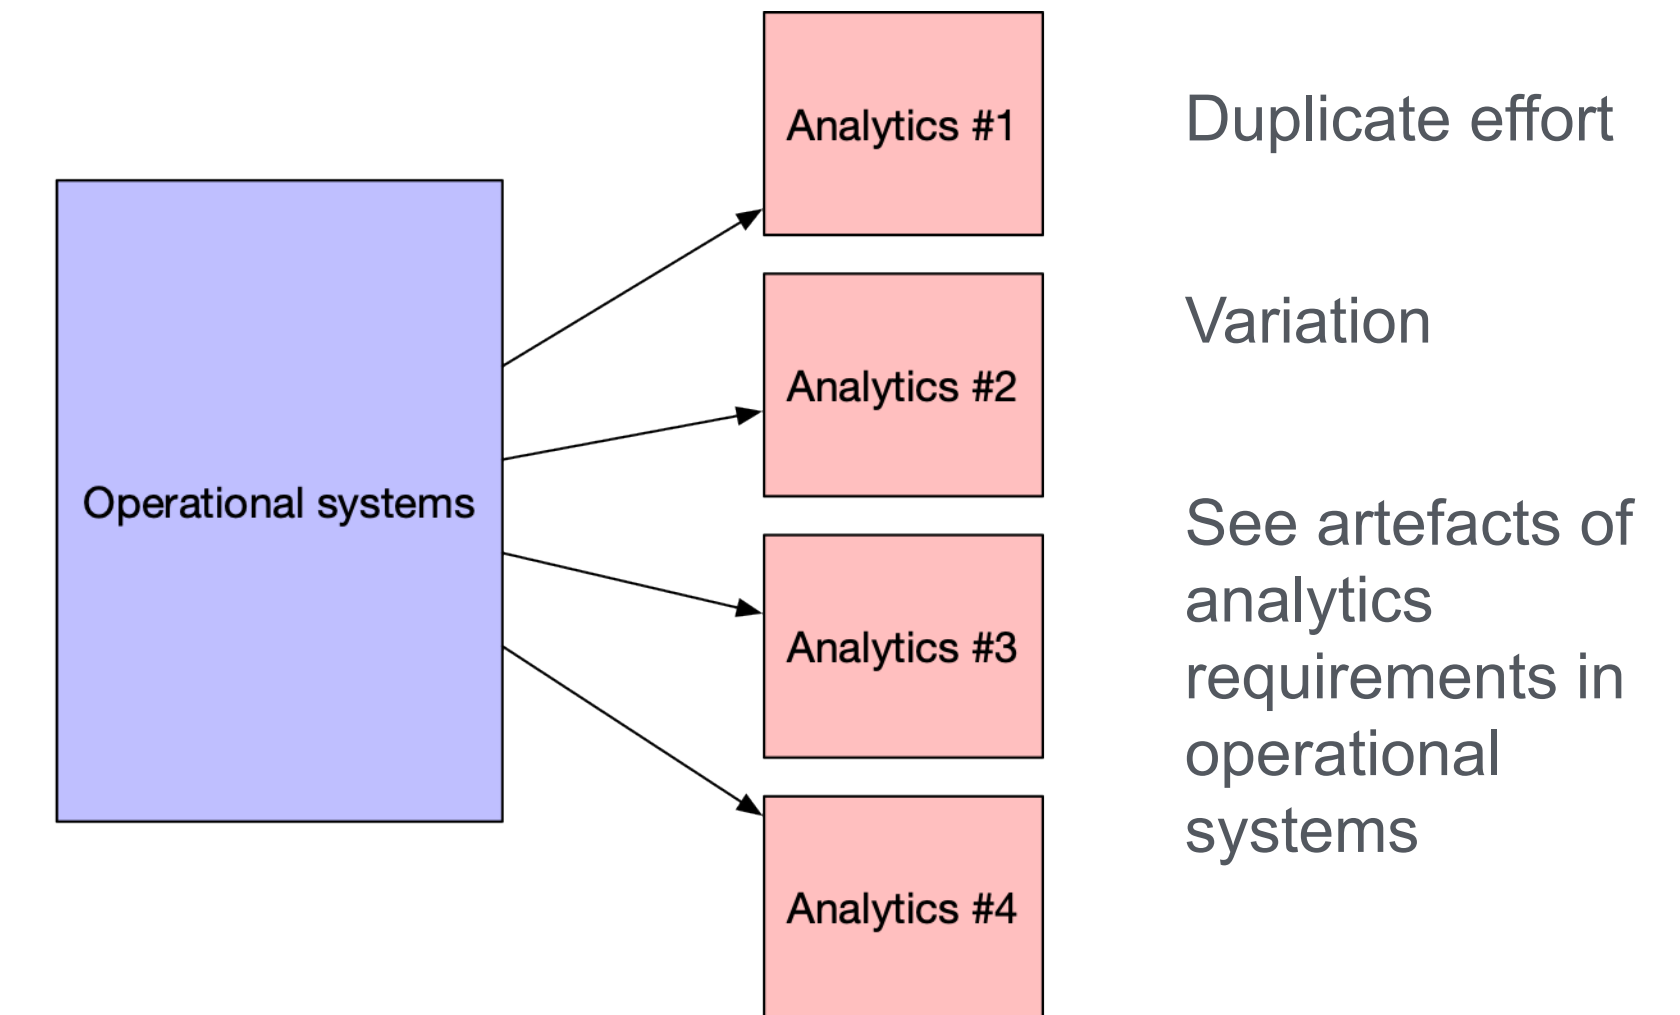 Operational systems
Analytics #1
Analytics #2
Analytics #3
Analytics #4
Duplicate effort
Variation
See artefacts of
analytics
requirements in
operational
systems